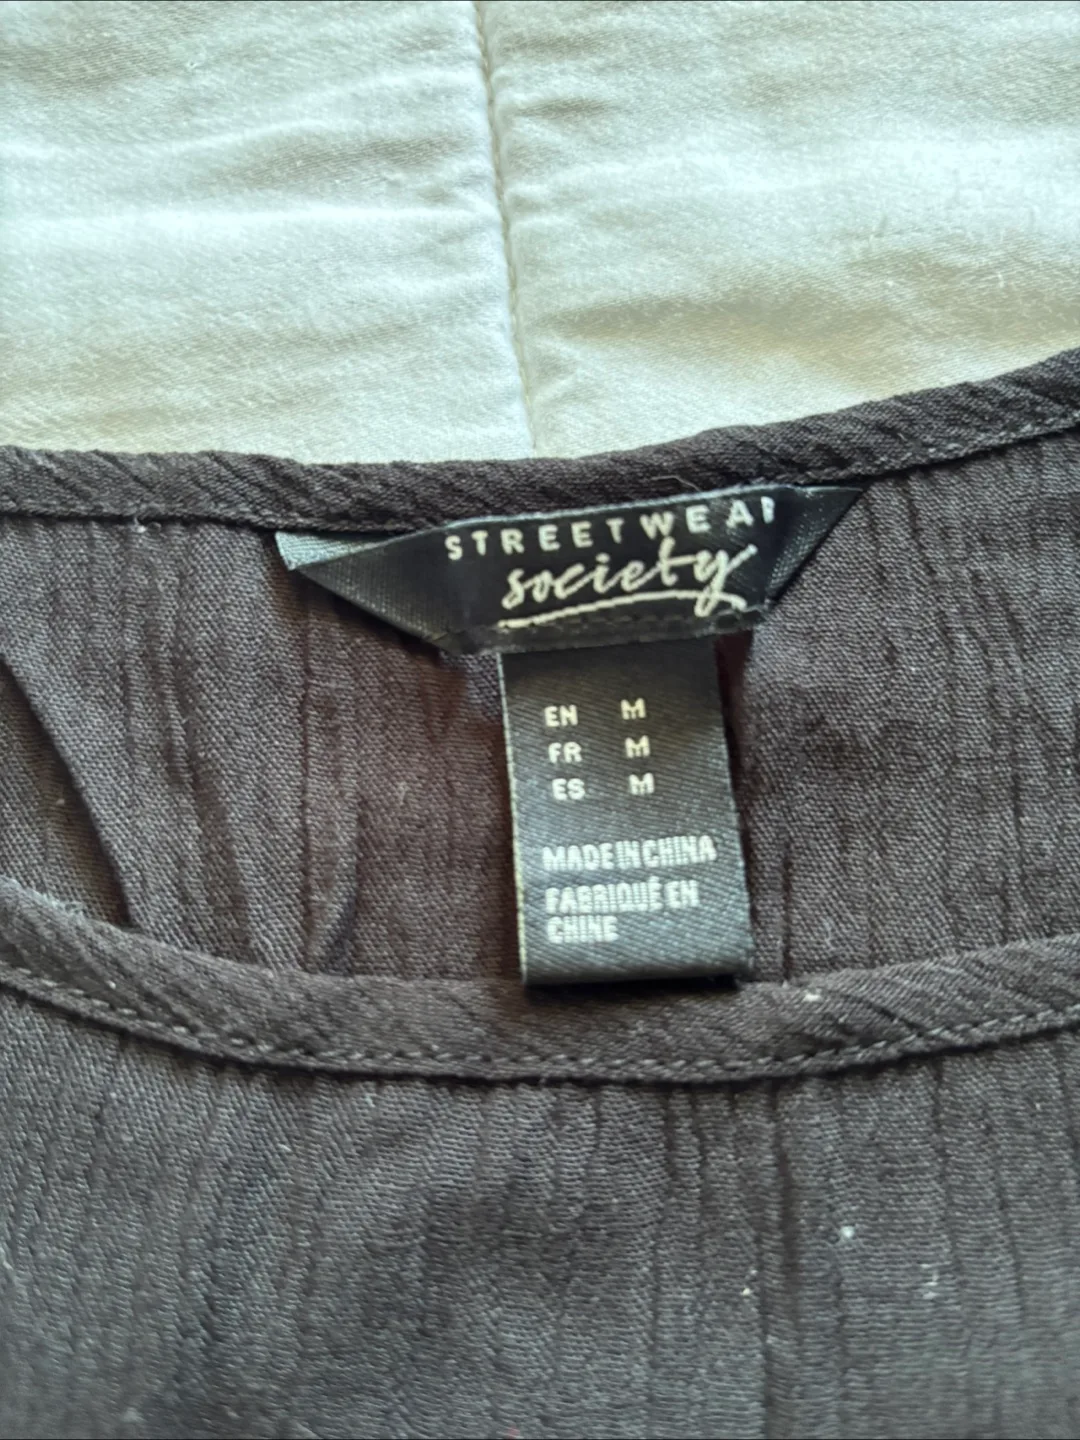 STREETWEAR
society
EN M
FR M
ES M
MADE IN CHINA
FABRIQUÉ EN
CHINE